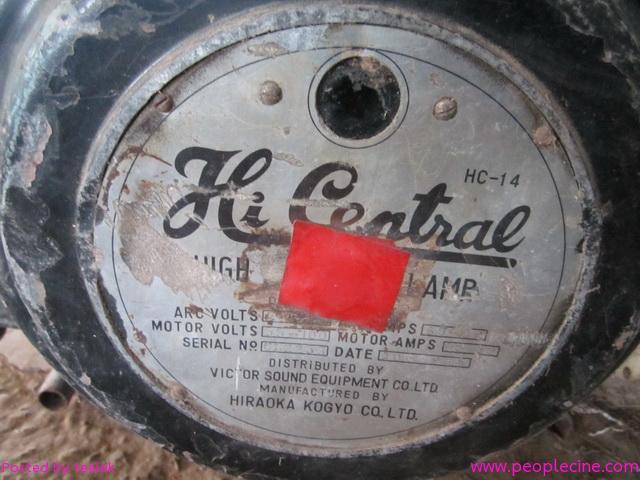 HC-14
Hi Central
HIGH LAMP
ARC VOLTS AMPS
MOTOR VOLTS MOTOR AMPS
SERIAL Nº DATE
DISTRIBUTED BY
VICTOR SOUND EQUIPMENT CO. LTD
MANUFACTURED BY
HIRAOKA KOGYO CO., LTD.
Posted by
www.peoplecine.com